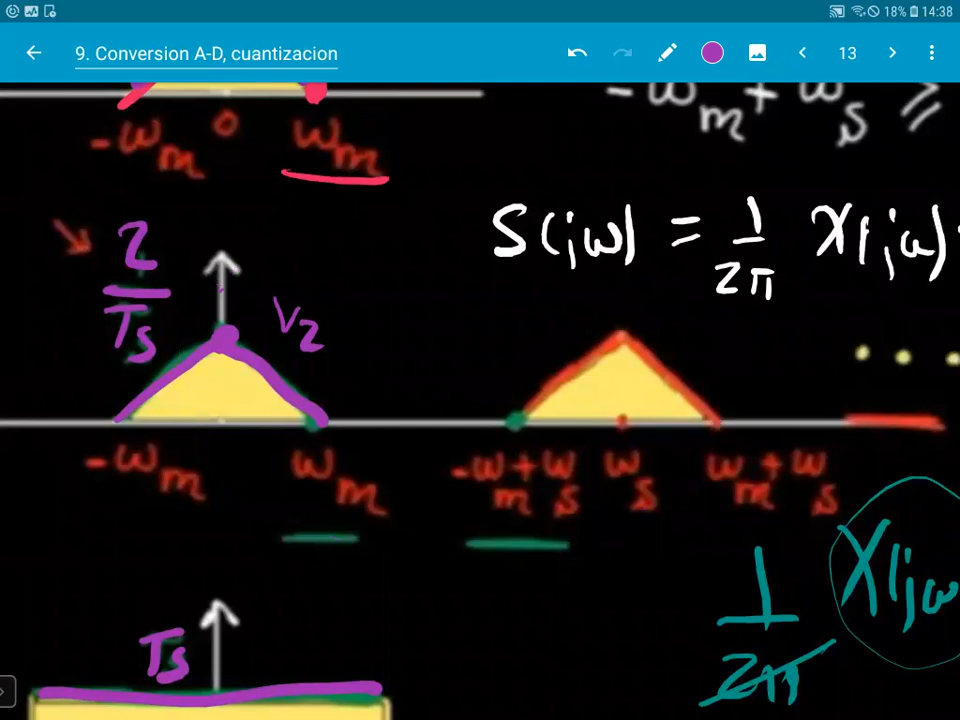 18% 14:38
9. Conversion A-D, cuantizacion
13
-ωm 0 ωm
-ωm + ωs ≥
S(jω) = 1/2π X(jω)
2/Ts
V2
....
-ωm ωm -ωm+ωs ωs ωm+ωs
1/2π X(jω
Ts